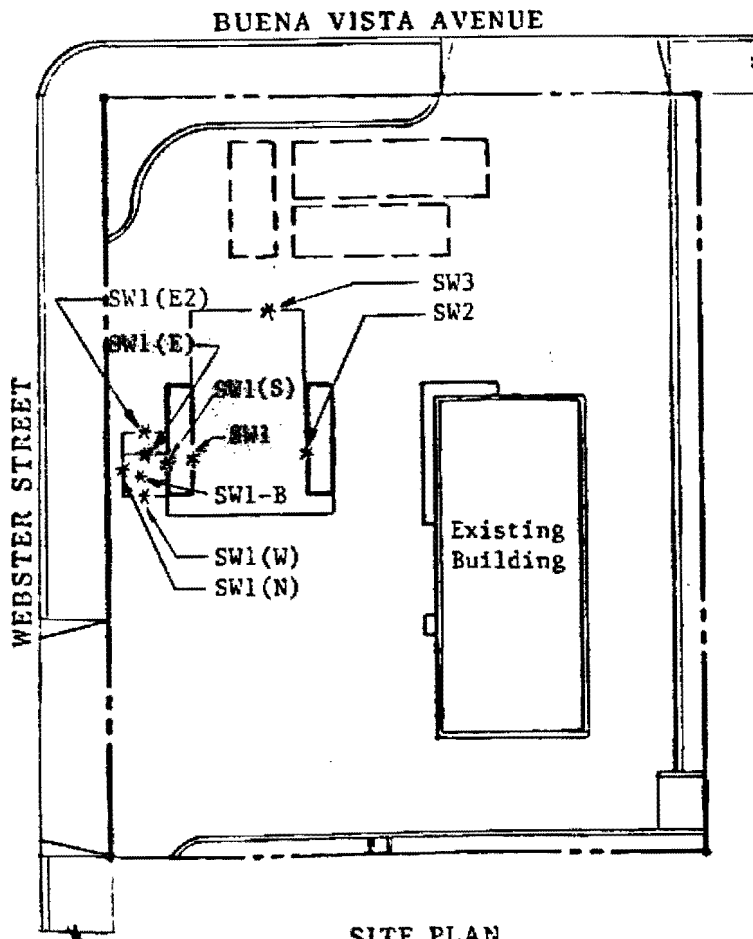 BUENA VISTA AVENUE
SW3
SW1(E2)
SW2
SW1(E)
SW1(S)
SW1
WEBSTER STREET
SW1-B
Existing
Building
SW1(W)
SW1(N)
SITE PLAN